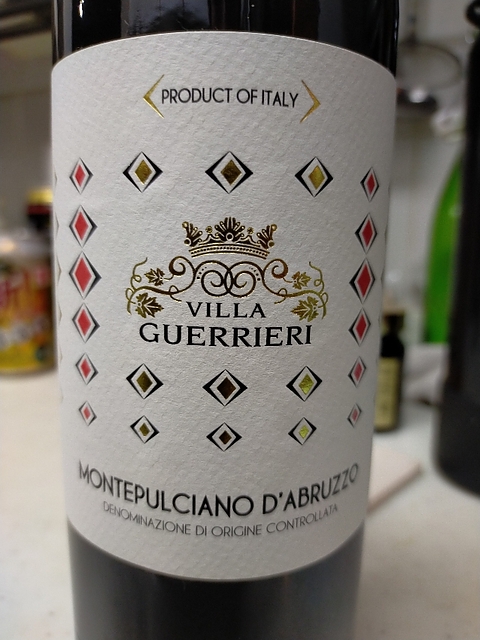 PRODUCT OF ITALY
VILLA
GUERRIERI
MONTEPULCIANO D'ABRUZZO
DENOMINAZIONE DI ORIGINE CONTROLLATA